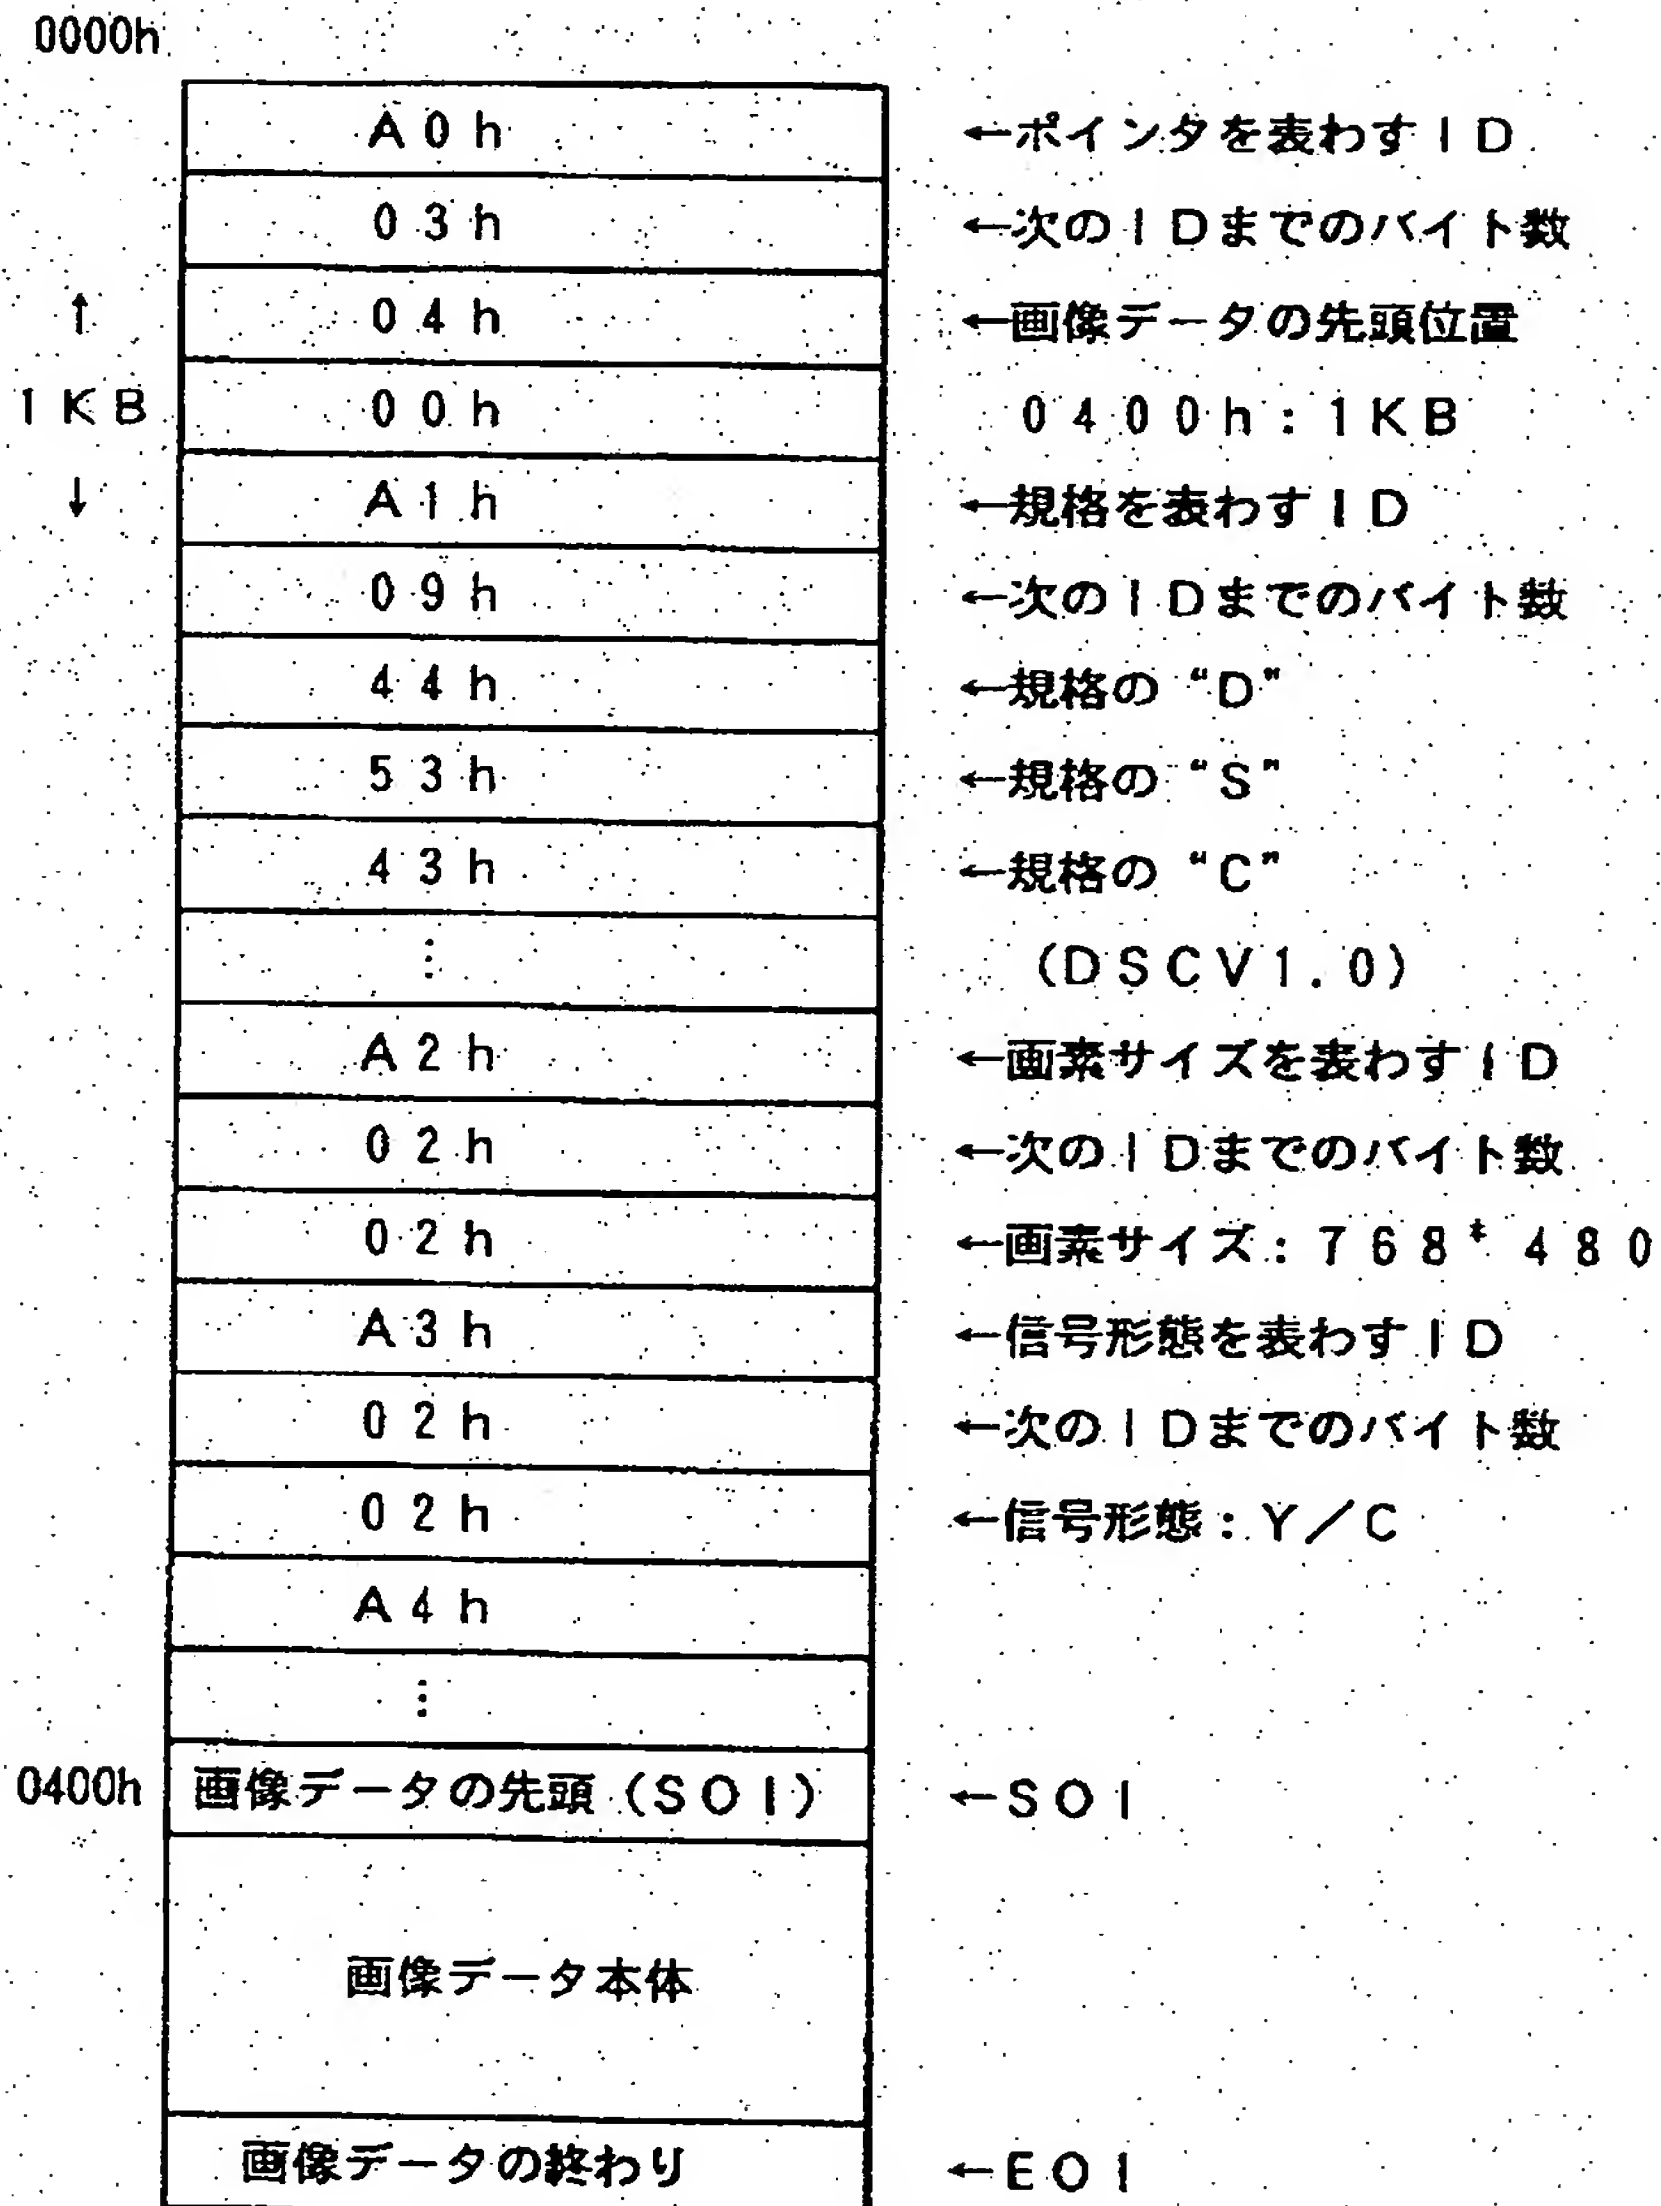 0000h
A0h ←ポインタを表わすID
03h ←次のIDまでのバイト数
↑ 04h ←画像データの先頭位置
1KB 00h 0400h:1KB
↓ A1h ←規格を表わすID
09h ←次のIDまでのバイト数
44h ←規格の“D”
53h ←規格の“S”
43h ←規格の“C”
⋮ (DSCV1.0)
A2h ←画素サイズを表わすID
02h ←次のIDまでのバイト数
02h ←画素サイズ:768*480
A3h ←信号形態を表わすID
02h ←次のIDまでのバイト数
02h ←信号形態:Y/C
A4h
⋮
0400h 画像データの先頭(SOI) ←SOI
画像データ本体
画像データの終わり ←EOI